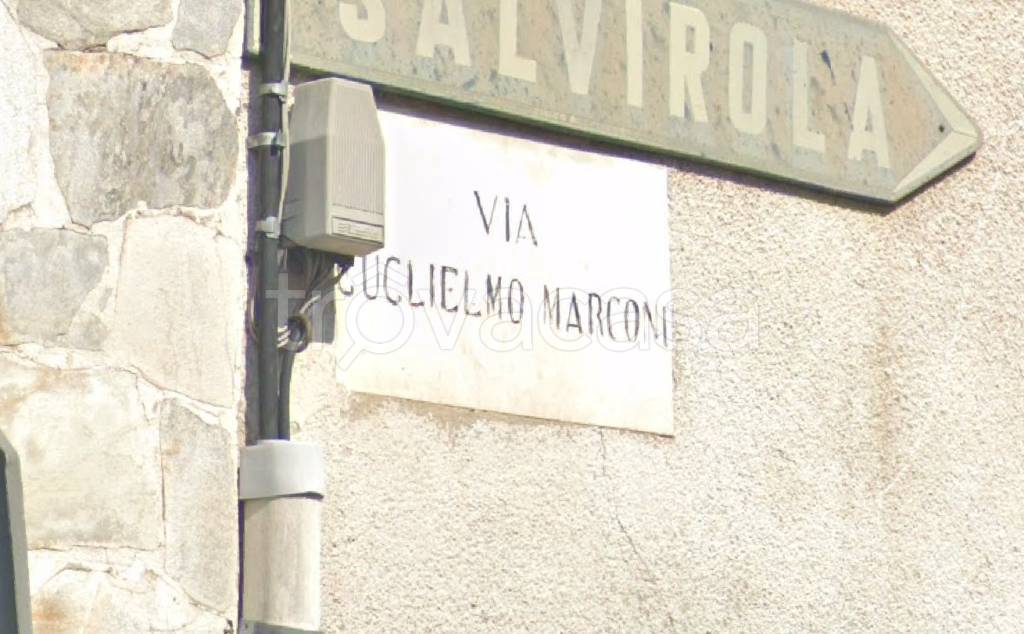 SALVIROLA
VIA
GUGLIELMO MARCONI
trovacasa